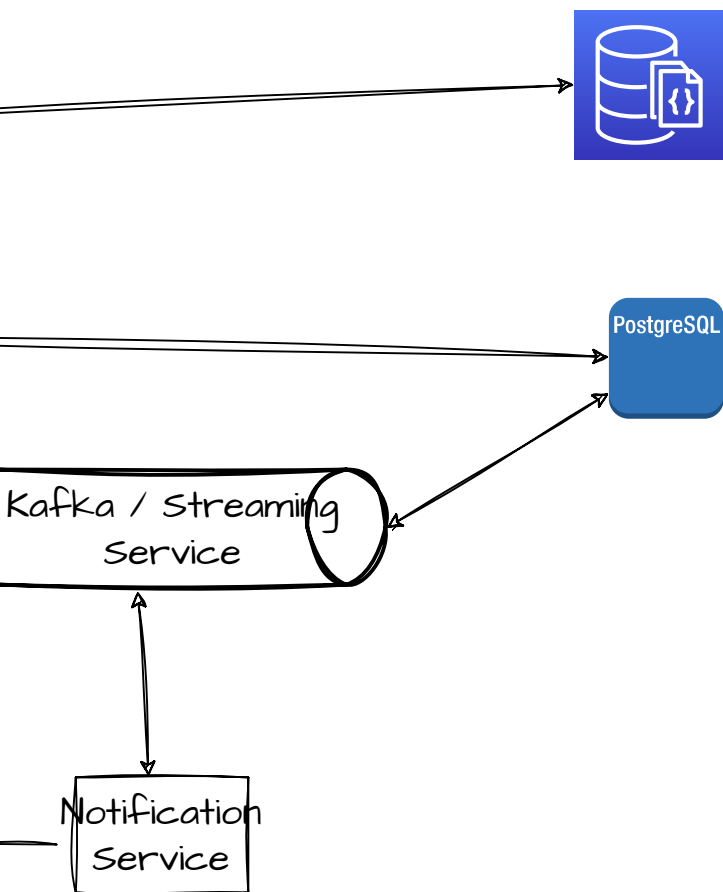 {}
PostgreSQL
Kafka / Streaming
Service
Notification
Service